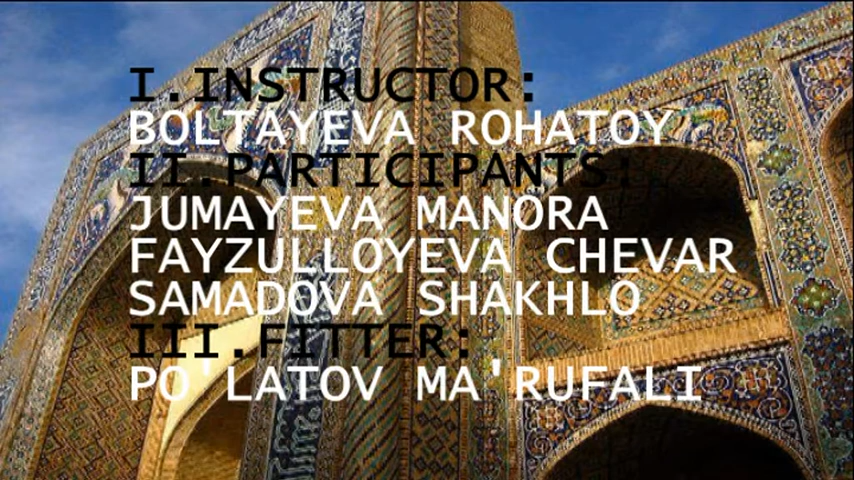 I.INSTRUCTOR:
BOLTAYEVA ROHATOY
II.PARTICIPANTS:
JUMAYEVA MANORA
FAYZULLOYEVA CHEVAR
SAMADOVA SHAKHLO
III.FITTER:
PO'LATOV MA'RUFALI